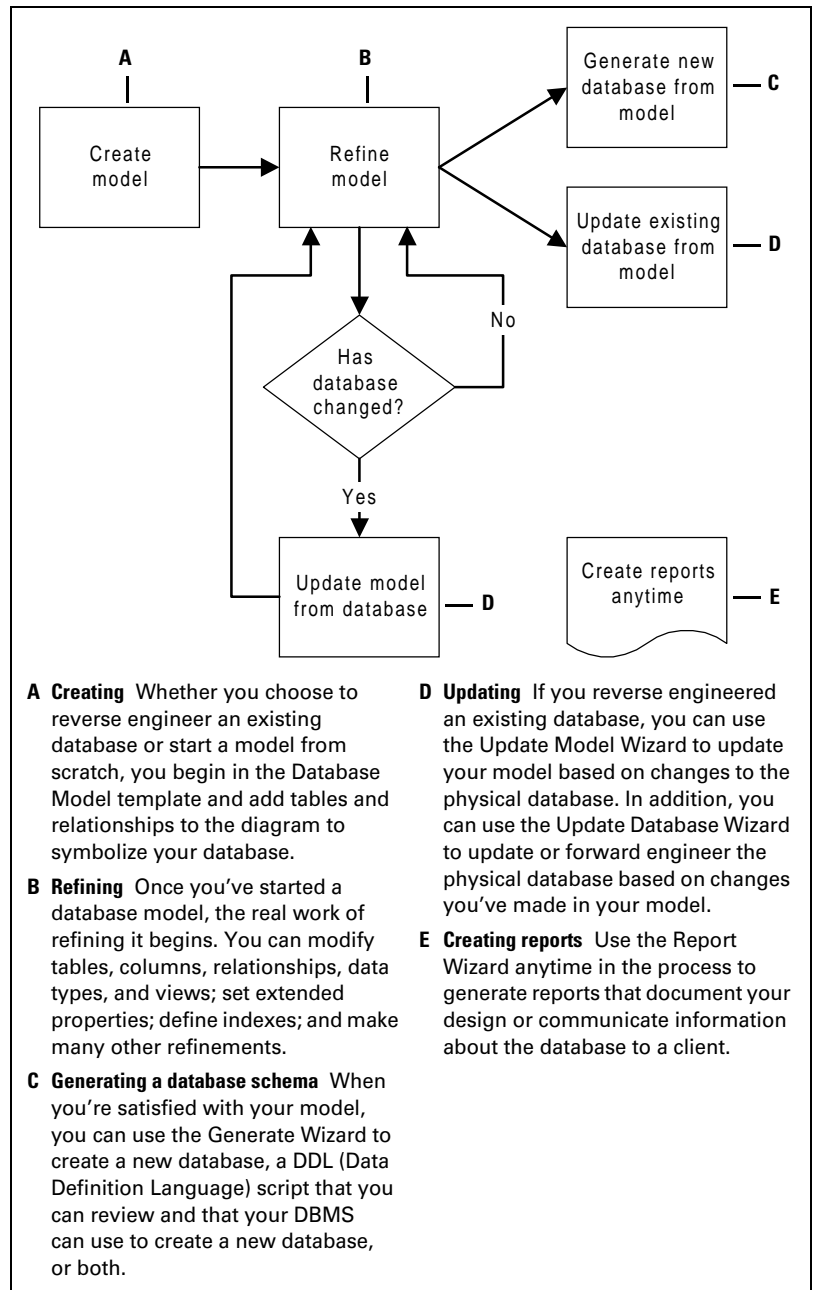 A
B
Generate new
database from
model
C
Create
model
Refine
model
Update existing
database from
model
D
No
Has
database
changed?
Yes
Update model
from database
D
Create reports
anytime
E
A Creating Whether you choose to
reverse engineer an existing
database or start a model from
scratch, you begin in the Database
Model template and add tables and
relationships to the diagram to
symbolize your database.
B Refining Once you’ve started a
database model, the real work of
refining it begins. You can modify
tables, columns, relationships, data
types, and views; set extended
properties; define indexes; and make
many other refinements.
C Generating a database schema When
you’re satisfied with your model,
you can use the Generate Wizard to
create a new database, a DDL (Data
Definition Language) script that you
can review and that your DBMS
can use to create a new database,
or both.
D Updating If you reverse engineered
an existing database, you can use
the Update Model Wizard to update
your model based on changes to the
physical database. In addition, you
can use the Update Database Wizard
to update or forward engineer the
physical database based on changes
you’ve made in your model.
E Creating reports Use the Report
Wizard anytime in the process to
generate reports that document your
design or communicate information
about the database to a client.